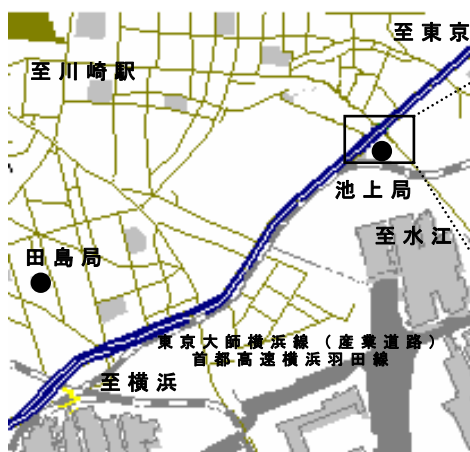 至東京
至川崎駅
池上局
至水江
田島局
東京大師横浜線（産業道路）
首都高速横浜羽田線
至横浜